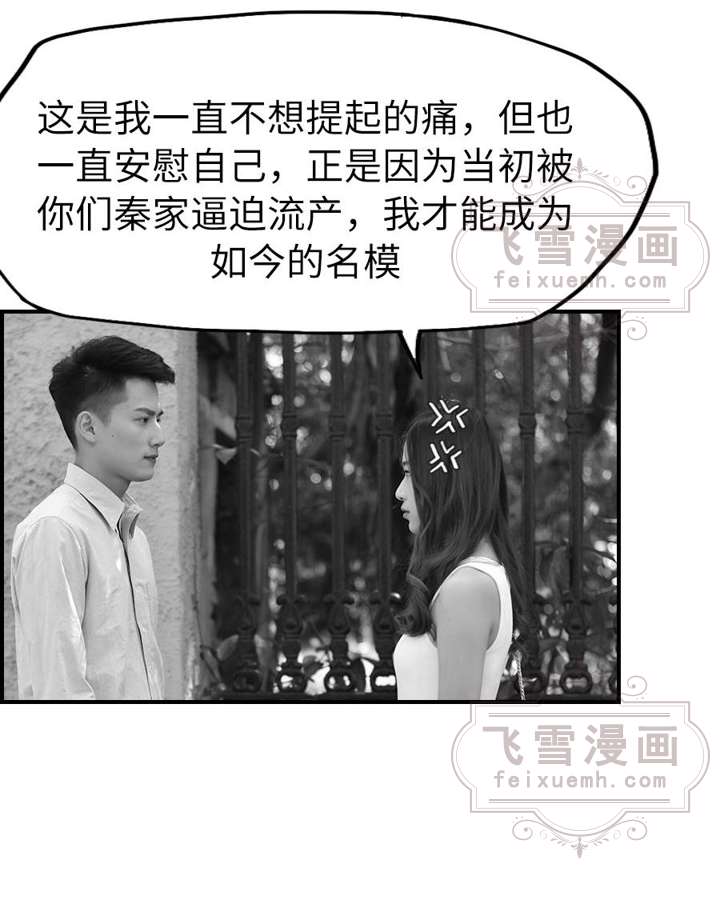 这是我一直不想提起的痛，但也
一直安慰自己，正是因为当初被
你们秦家逼迫流产，我才能成为
如今的名模
飞雪漫画
feixuemh.com
飞雪漫画
feixuemh.com